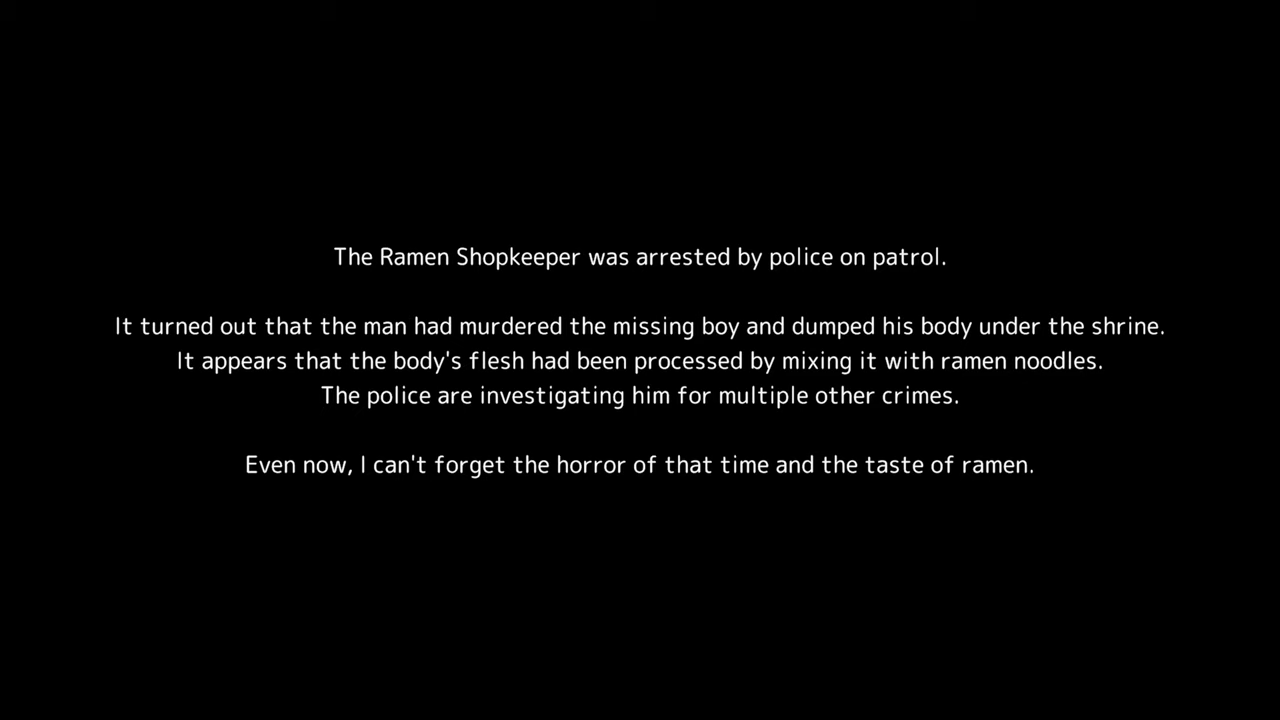 The Ramen Shopkeeper was arrested by police on patrol.
It turned out that the man had murdered the missing boy and dumped his body under the shrine.
It appears that the body's flesh had been processed by mixing it with ramen noodles.
The police are investigating him for multiple other crimes.
Even now, I can't forget the horror of that time and the taste of ramen.